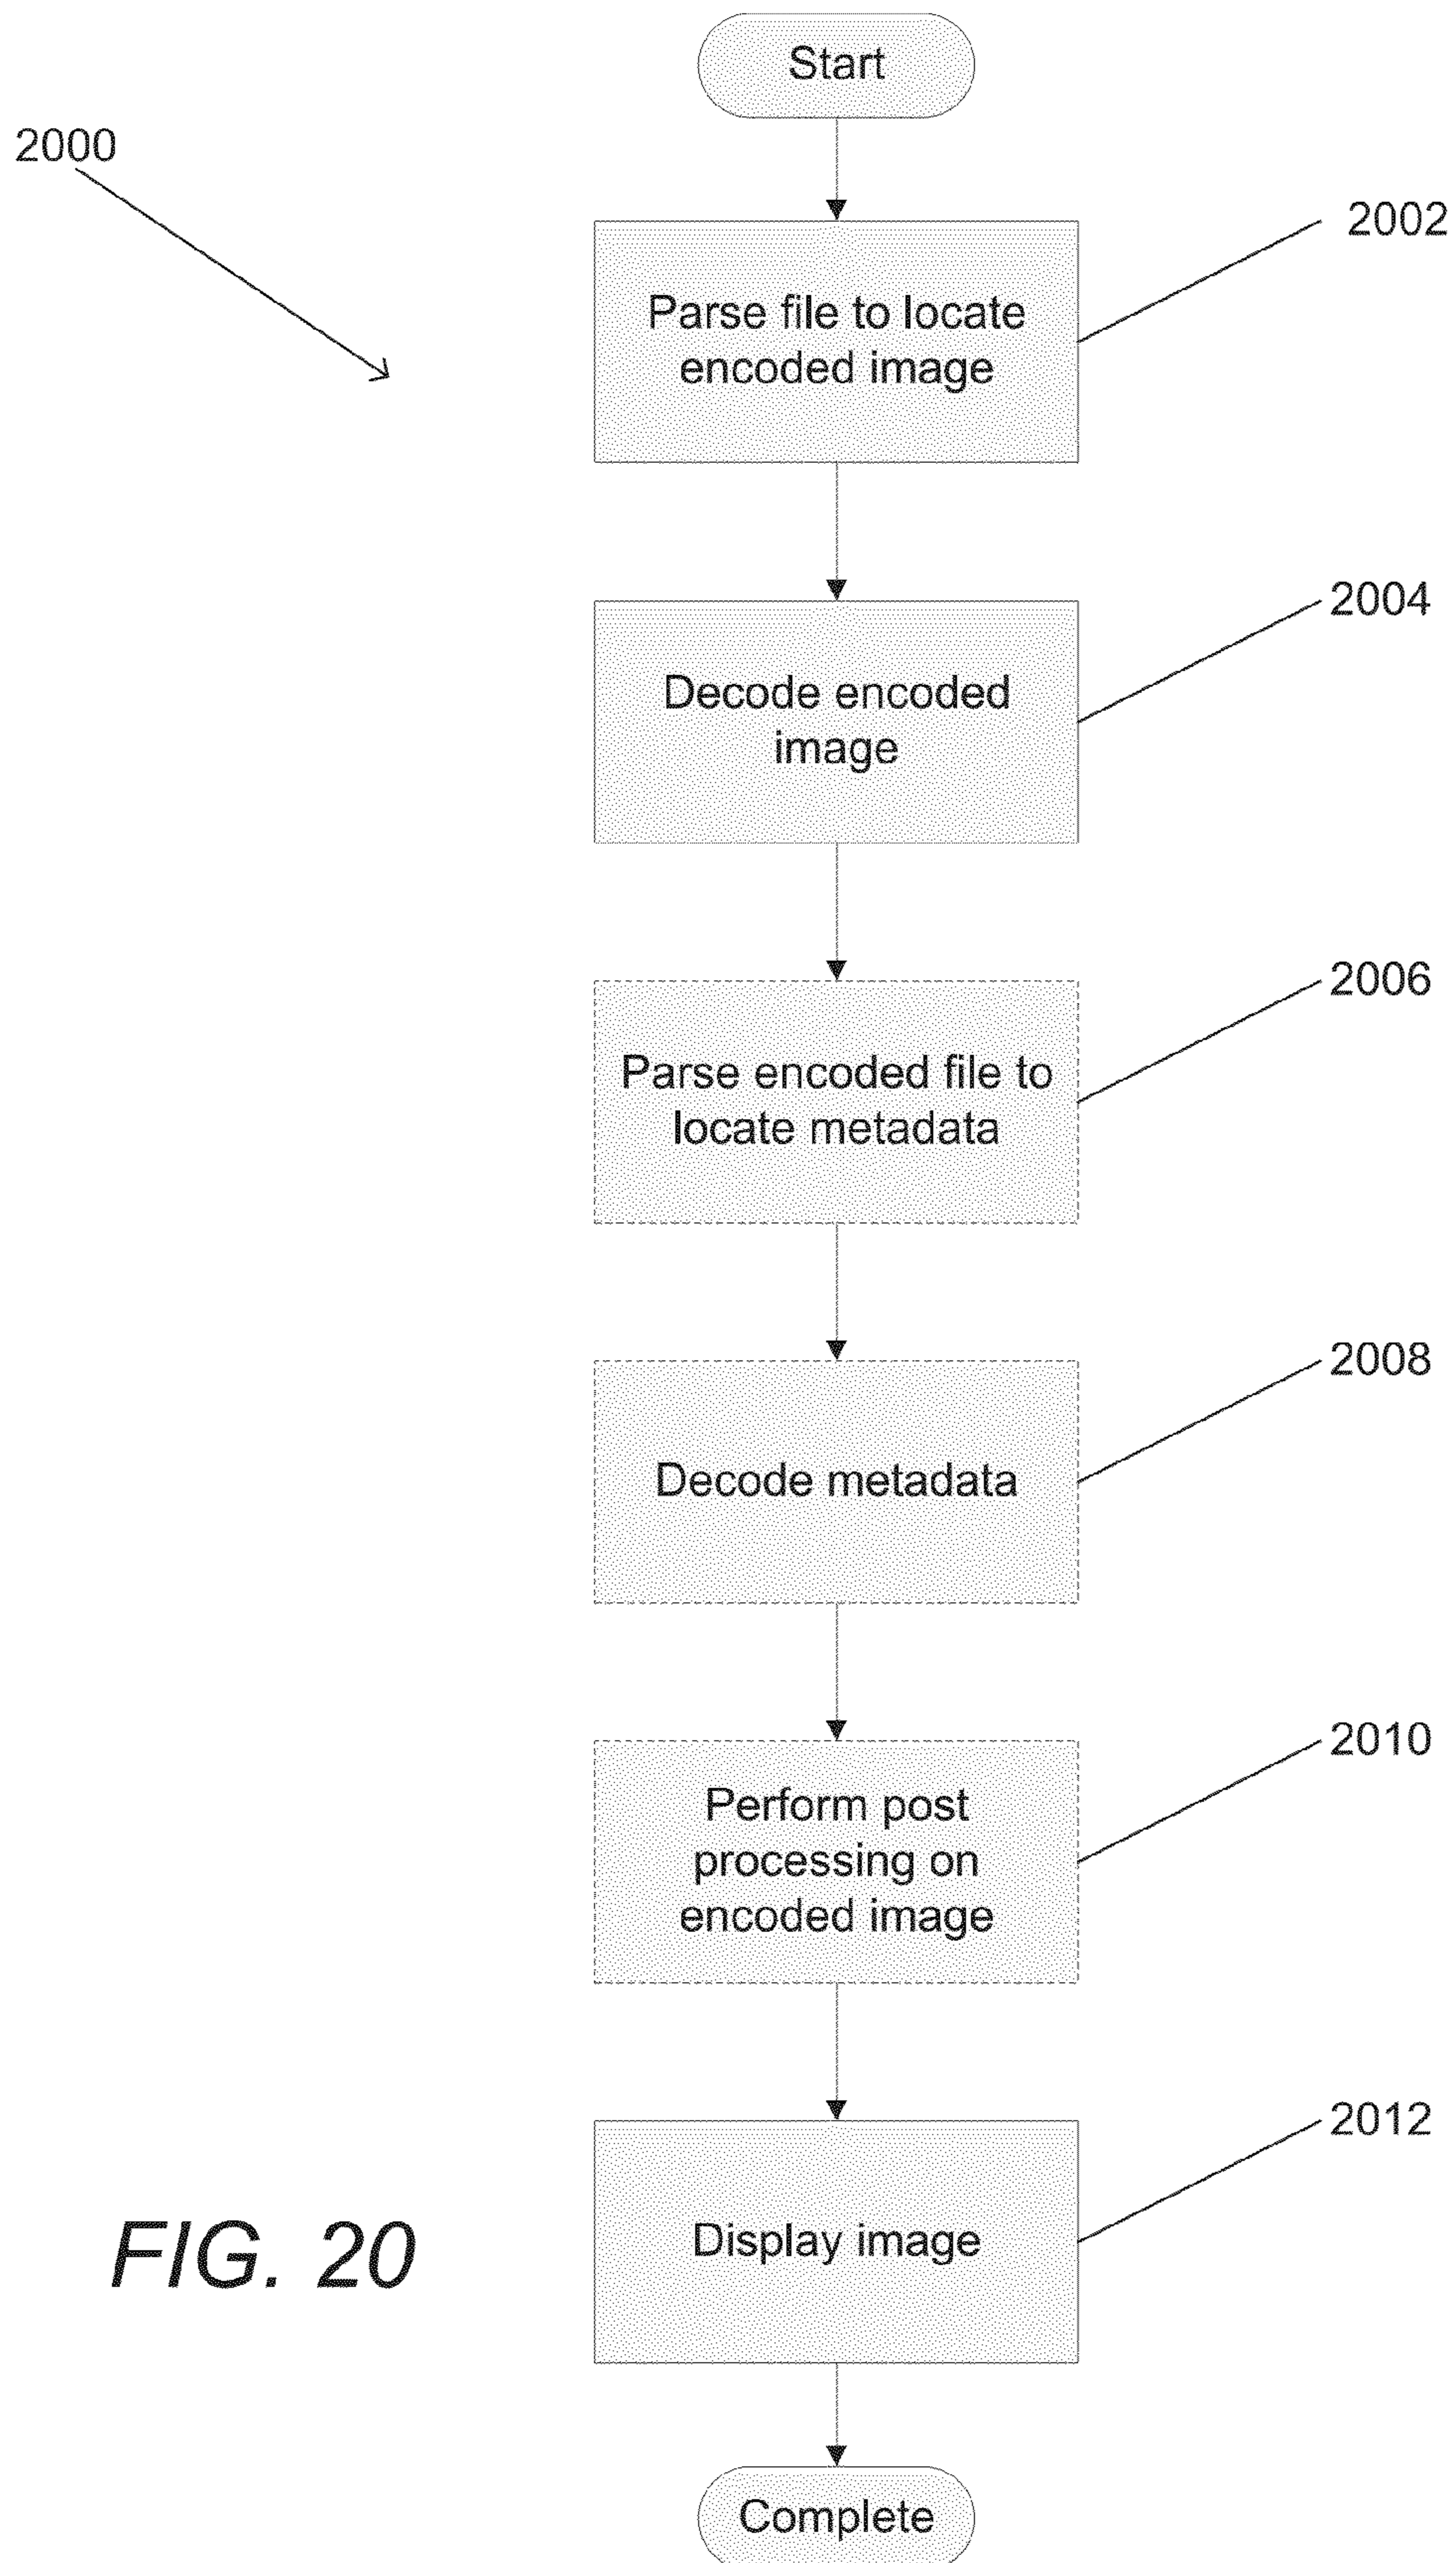 Start
2000
2002
Parse file to locate
encoded image
2004
Decode encoded
image
2006
Parse encoded file to
locate metadata
2008
Decode metadata
2010
Perform post
processing on
encoded image
2012
Display image
FIG. 20
Complete